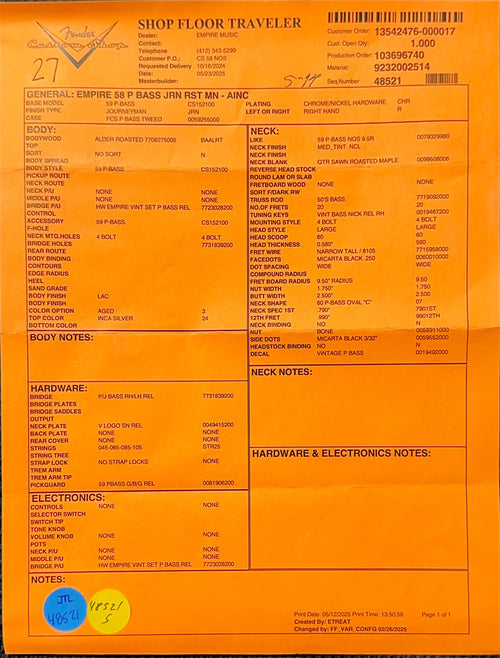 Fender
Custom Shop
27
SHOP FLOOR TRAVELER
Dealer: EMPIRE MUSIC
Contact:
Telephone (412) 343-5299
Customer P.O.: CS 58 NOS
Requested Delivery 10/16/2024
Date: 05/23/2025
Masterbuilder:
Customer Order: 13542476-000017
Cust. Open Qty: 1.000
Production Order: 103696740
Material: 9232002514
Seq.Number 48521
GENERAL: EMPIRE 58 P BASS JRN RST MN - AINC
BASE MODEL 59 P-BASS CS152100 PLATING CHROME/NICKEL HARDWARE CHR
FINISH TYPE JOURNEYMAN JRN LEFT OR RIGHT RIGHT HAND R
CASE FCS P BASS TWEED 0059255000
BODY:
BODYWOOD ALDER ROASTED 7708275005 BAALRT
TOP
SORT NO SORT N
BODY SPREAD
BODY STYLE 59 P-BASS CS152100
PICKUP ROUTE
NECK ROUTE
NECK P/U NONE NONE
MIDDLE P/U NONE NONE
BRIDGE P/U HW EMPIRE VINT SET P BASS REL 7723028200
CONTROL
ACCESSORY 59 P-BASS CS152100
F-HOLE
NECK MTG.HOLES 4 BOLT 4 BOLT
BRIDGE HOLES 7731839200
REAR ROUTE
BODY BINDING
CONTOURS
EDGE RADIUS
HEEL
SAND GRADE
BODY FINISH LAC
BODY FINISH
COLOR OPTION AGED 3
TOP COLOR INCA SILVER 24
BOTTOM COLOR
BODY NOTES:
HARDWARE:
BRIDGE P/J BASS RH/LH REL 7731839200
BRIDGE PLATES
BRIDGE SADDLES
OUTPUT
NECK PLATE V LOGO SN REL 0049415200
BACK PLATE NONE NONE
REAR COVER NONE NONE
STRINGS 045-065-085-105 STR25
STRING TREE
STRAP LOCK NO STRAP LOCKS NONE
TREM ARM
TREM ARM TIP
PICKGUARD 59 PBASS G/B/G REL 0081908200
ELECTRONICS:
CONTROLS NONE NONE
SELECTOR SWITCH
SWITCH TIP
TONE KNOB
VOLUME KNOB
POTS
NECK P/U NONE NONE
MIDDLE P/U NONE NONE
BRIDGE P/U HW EMPIRE VINT SET P BASS REL 7723028200
NECK:
LIKE 59 P-BASS NOS 9.5R 0079329980
NECK FINISH MED_TINT NCL
NECK FINISH
NECK BLANK QTR SAWN ROASTED MAPLE 0099509006
REVERSE HEAD STOCK
ROUND LAM OR SLAB
FRETBOARD WOOD NONE NONE
SORT F/DARK RW
TRUSS ROD 50'S BASS 7719092000
NO.OF FRETS 20 20
TUNING KEYS VINT BASS NICK REL RH 0019467200
MOUNTING STYLE 4 BOLT 4 BOLT
HEAD STYLE LARGE LARGE
HEAD SCOOP 60 60
HEAD THICKNESS 0.580" 580
FRET WIRE NARROW TALL / 6105 7715958000
FACEDOTS MICARTA BLACK .250 0060010000
DOT SPACING WIDE WIDE
COMPOUND RADIUS
FRET BOARD RADIUS 9.50" RADIUS 9.50
NUT WIDTH 1.750" 1.750
BUTT WIDTH 2.500" 2.500
NECK SHAPE 60 P-BASS OVAL "C" 07
NECK SPEC 1ST .790" 7901ST
12TH FRET .990" 99012TH
NECK BINDING NO N
NUT BONE 0058911000
SIDE DOTS MICARTA BLACK 3/32" 0059552000
HEADSTOCK BINDING NO N
DECAL VINTAGE P BASS 0019492000
NECK NOTES:
HARDWARE & ELECTRONICS NOTES:
NOTES:
48521
48521
5
Print Date: 05/12/2025 Print Time: 13:50:58 Page 1 of 1
Created By: ETREAT
Changed by: FF_VAR_CONFG 02/26/2025